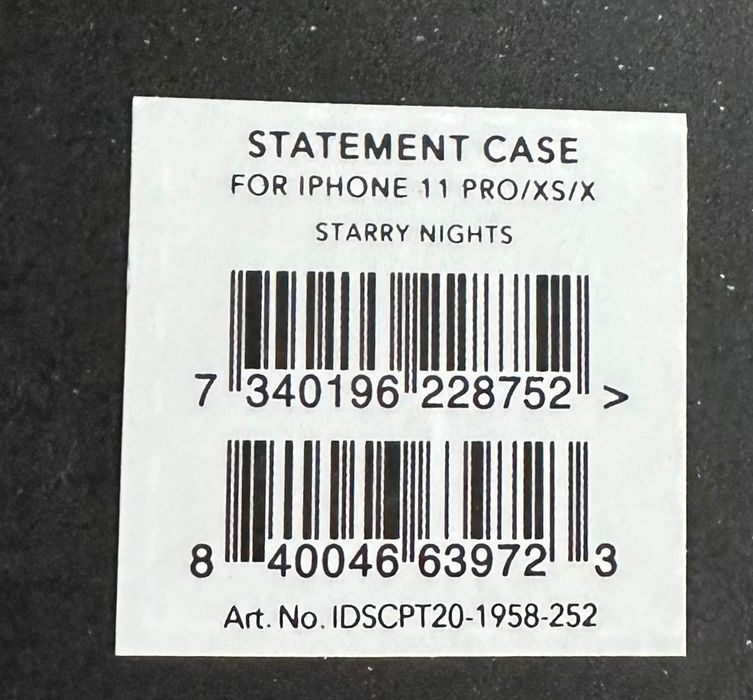 STATEMENT CASE
FOR IPHONE 11 PRO/XS/X
STARRY NIGHTS
7 340196 228752 >
8 40046 63972 3
Art. No. IDSCPT20-1958-252